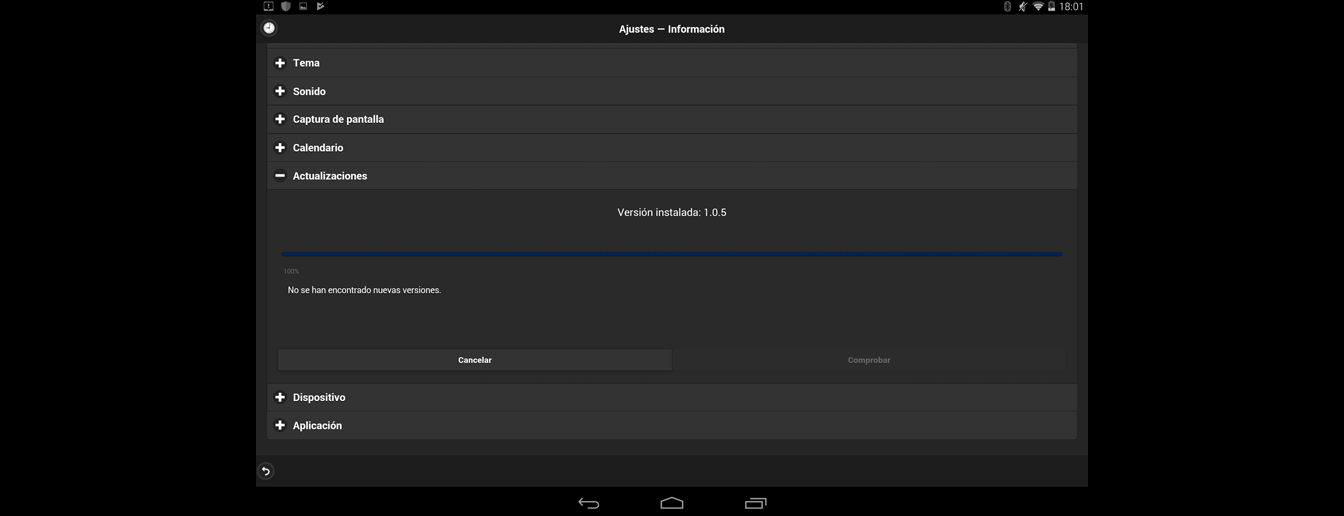 18:01
Ajustes — Información
Tema
Sonido
Captura de pantalla
Calendario
Actualizaciones
Versión instalada: 1.0.5
100%
No se han encontrado nuevas versiones.
Cancelar
Comprobar
Dispositivo
Aplicación